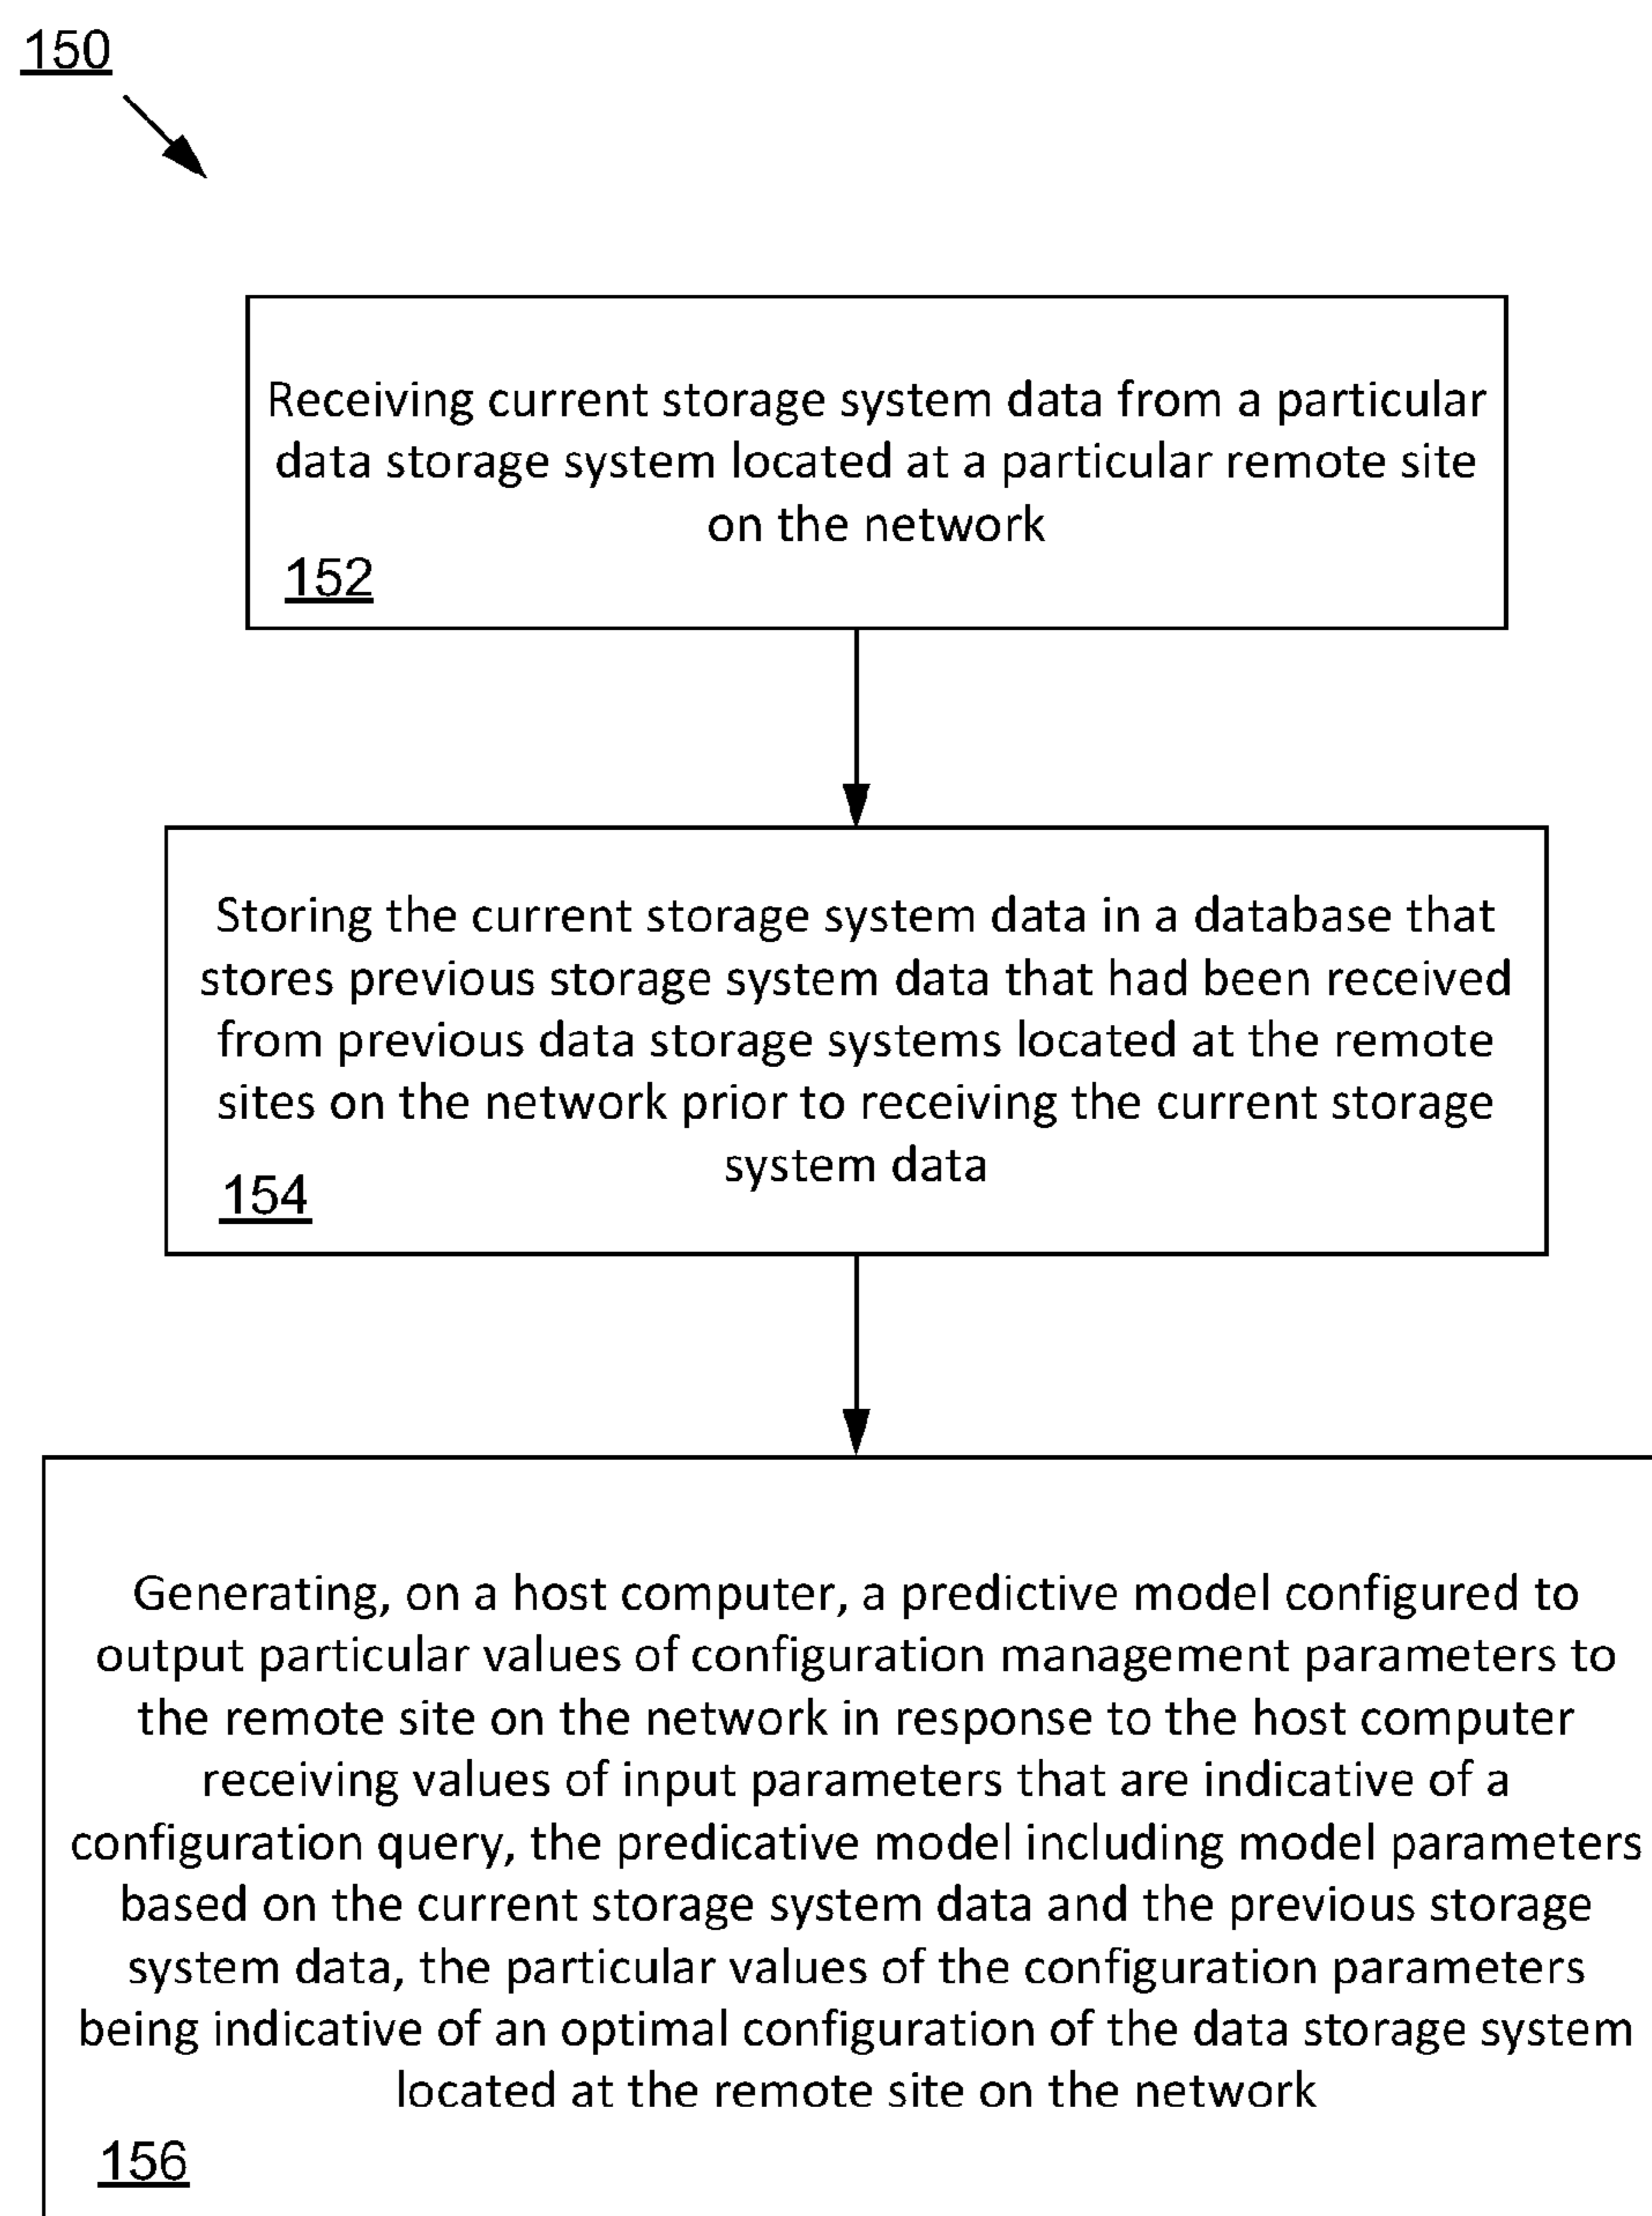 150
Receiving current storage system data from a particular
data storage system located at a particular remote site
on the network
152
Storing the current storage system data in a database that
stores previous storage system data that had been received
from previous data storage systems located at the remote
sites on the network prior to receiving the current storage
system data
154
Generating, on a host computer, a predictive model configured to
output particular values of configuration management parameters to
the remote site on the network in response to the host computer
receiving values of input parameters that are indicative of a
configuration query, the predicative model including model parameters
based on the current storage system data and the previous storage
system data, the particular values of the configuration parameters
being indicative of an optimal configuration of the data storage system
located at the remote site on the network
156